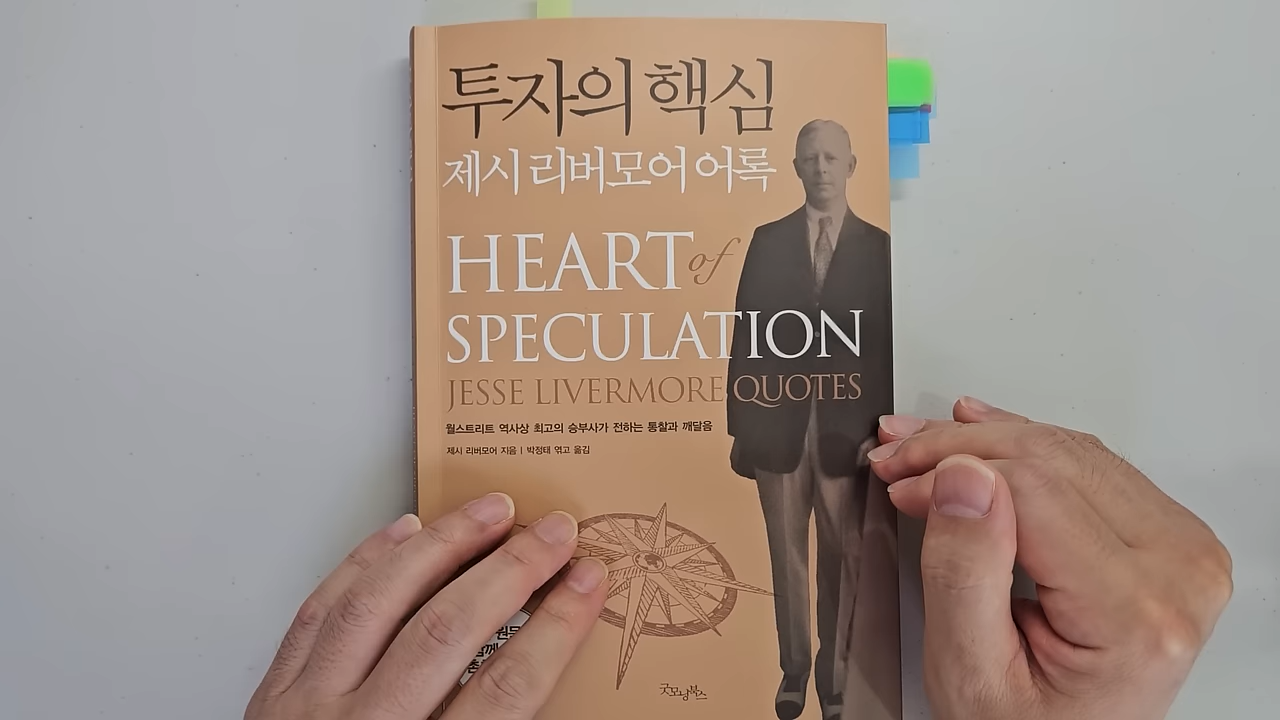 투자의 핵심
제시 리버모어 어록
HEART of
SPECULATION
JESSE LIVERMORE QUOTES
월스트리트 역사상 최고의 승부사가 전하는 통찰과 깨달음
제시 리버모어 지음 | 박정태 엮고 옮김
굿모닝북스